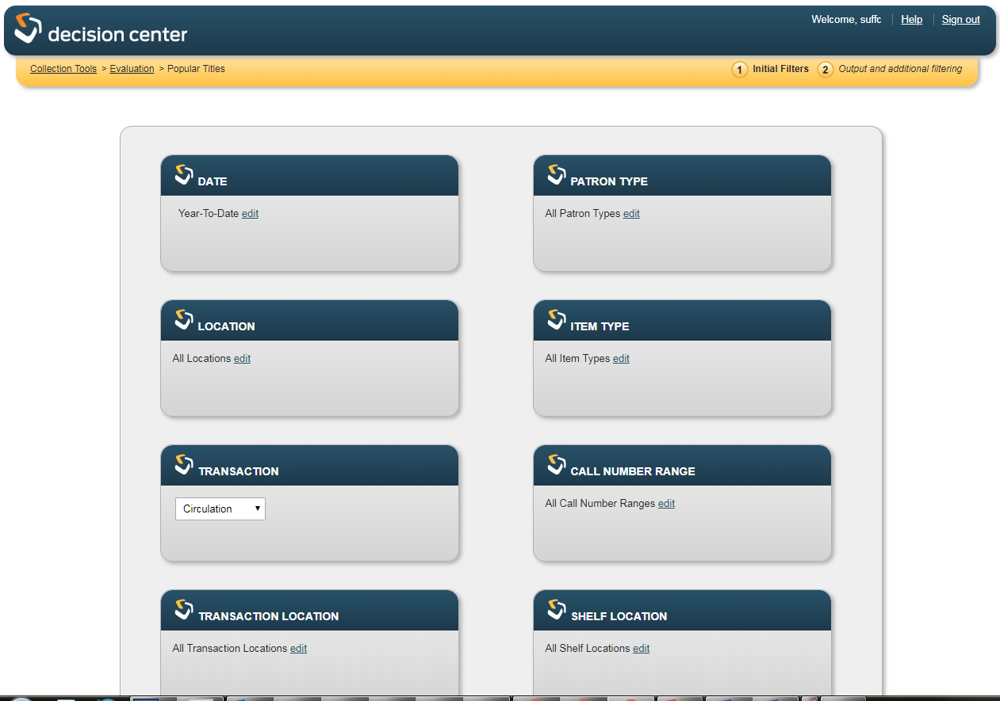 decision center
Welcome, suffc
Help
Sign out
Collection Tools > Evaluation > Popular Titles
1 Initial Filters 2 Output and additional filtering
DATE
Year-To-Date edit
PATRON TYPE
All Patron Types edit
LOCATION
All Locations edit
ITEM TYPE
All Item Types edit
TRANSACTION
Circulation
CALL NUMBER RANGE
All Call Number Ranges edit
TRANSACTION LOCATION
All Transaction Locations edit
SHELF LOCATION
All Shelf Locations edit